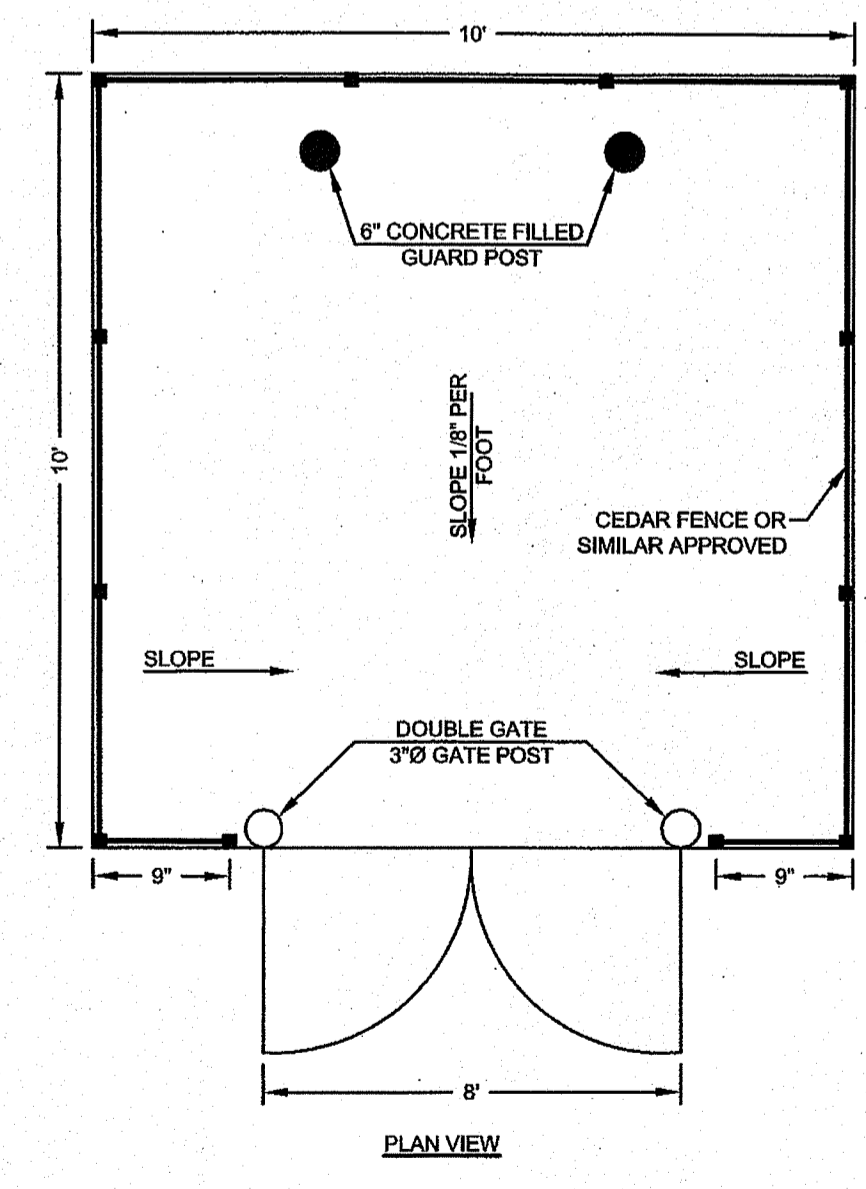 10'
6" CONCRETE FILLED
GUARD POST
10'
SLOPE 1/8" PER
FOOT
CEDAR FENCE OR
SIMILAR APPROVED
SLOPE
SLOPE
DOUBLE GATE
3"Ø GATE POST
9"
9"
8'
PLAN VIEW